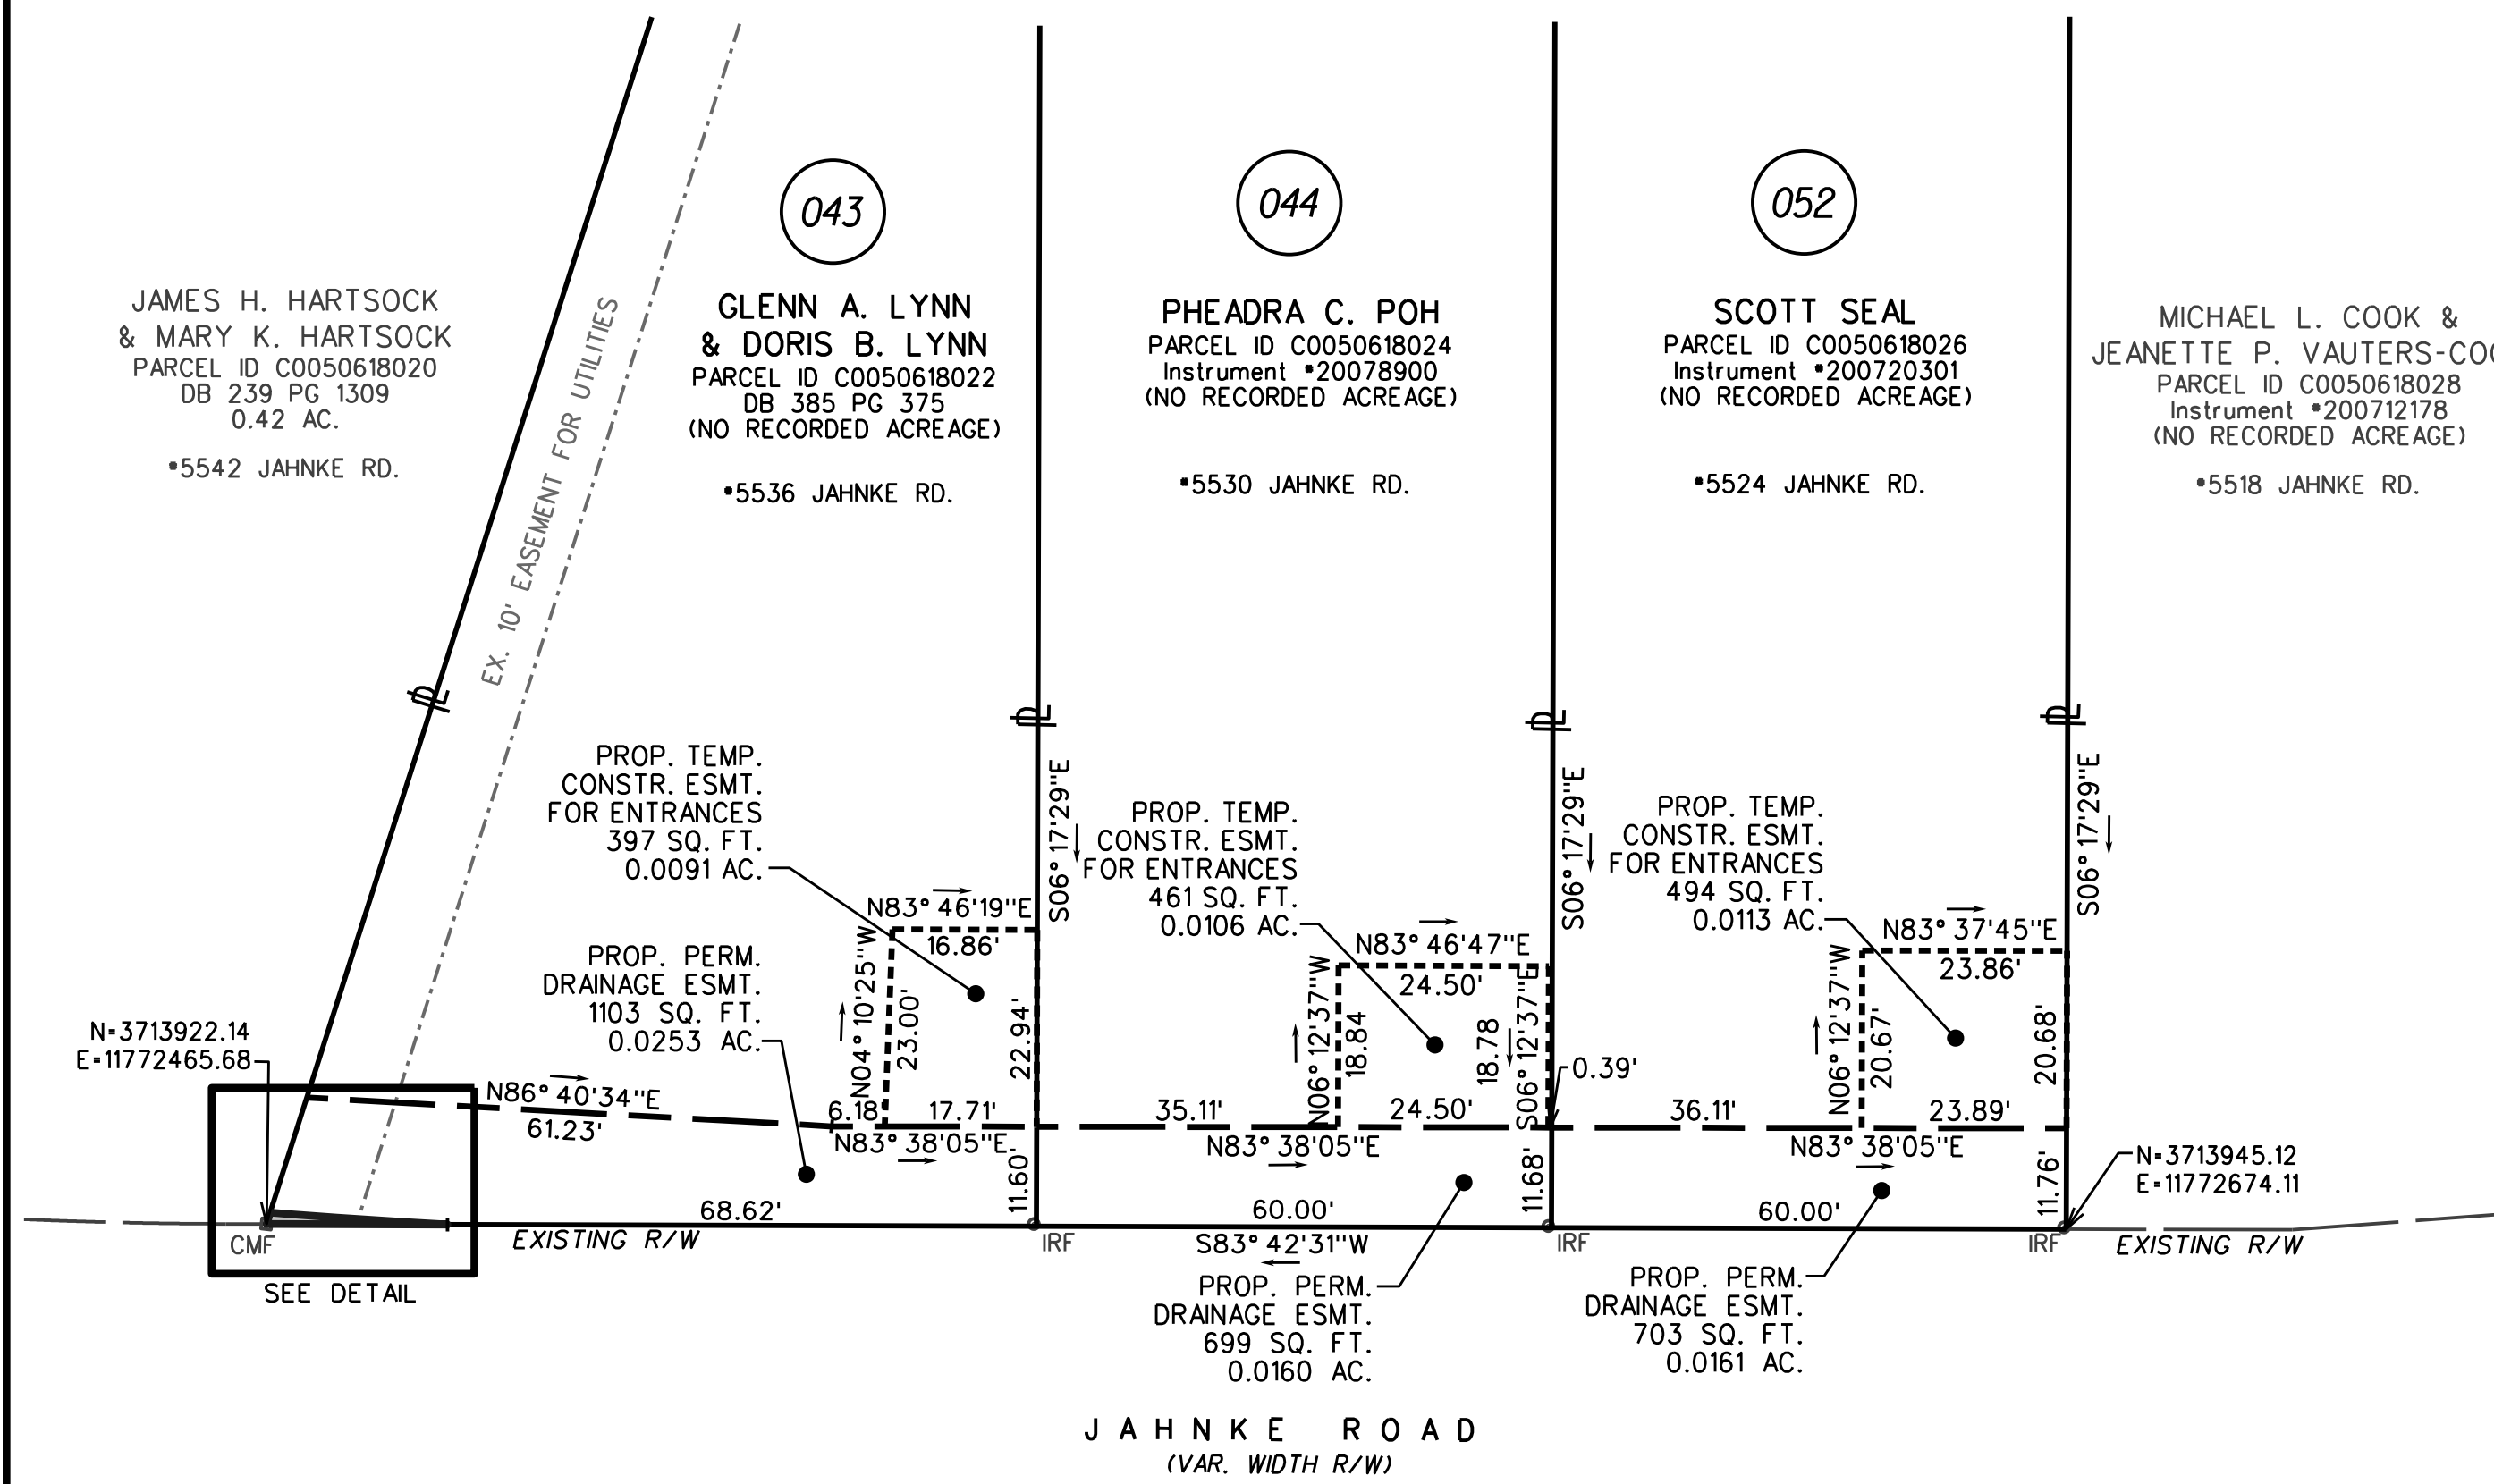 043
044
052
JAMES H. HARTSOCK
& MARY K. HARTSOCK
PARCEL ID C0050618020
DB 239 PG 1309
0.42 AC.
#5542 JAHNKE RD.
EX. 10' EASEMENT FOR UTILITIES
GLENN A. LYNN
& DORIS B. LYNN
PARCEL ID C0050618022
DB 385 PG 375
(NO RECORDED ACREAGE)
#5536 JAHNKE RD.
PHEADRA C. POH
PARCEL ID C0050618024
Instrument #20078900
(NO RECORDED ACREAGE)
#5530 JAHNKE RD.
SCOTT SEAL
PARCEL ID C0050618026
Instrument #200720301
(NO RECORDED ACREAGE)
#5524 JAHNKE RD.
MICHAEL L. COOK &
JEANETTE P. VAUTERS-COO
PARCEL ID C0050618028
Instrument #200712178
(NO RECORDED ACREAGE)
#5518 JAHNKE RD.
PL
PL
PL
PL
PROP. TEMP.
CONSTR. ESMT.
FOR ENTRANCES
397 SQ. FT.
0.0091 AC.
S06°17'29"E
PROP. TEMP.
CONSTR. ESMT.
FOR ENTRANCES
461 SQ. FT.
0.0106 AC.
S06°17'29"E
PROP. TEMP.
CONSTR. ESMT.
FOR ENTRANCES
494 SQ. FT.
0.0113 AC.
S06°17'29"E
N83°46'19"E
16.86'
N04°10'25"W
23.00'
22.94'
N83°46'47"E
24.50'
N06°12'37"W
18.84
18.78
S06°12'37"E
0.39'
N83°37'45"E
23.86'
N06°12'37"W
20.67'
20.68'
PROP. PERM.
DRAINAGE ESMT.
1103 SQ. FT.
0.0253 AC.
N=3713922.14
E=11772465.68
N86°40'34"E
61.23'
6.18'
17.71'
N83°38'05"E
11.60'
35.11'
24.50'
N83°38'05"E
11.68'
36.11'
23.89'
N83°38'05"E
11.76'
N=3713945.12
E=11772674.11
68.62'
60.00'
60.00'
CMF
EXISTING R/W
IRF
S83°42'31"W
IRF
IRF
EXISTING R/W
SEE DETAIL
PROP. PERM.
DRAINAGE ESMT.
699 SQ. FT.
0.0160 AC.
PROP. PERM.
DRAINAGE ESMT.
703 SQ. FT.
0.0161 AC.
JAHNKE ROAD
(VAR. WIDTH R/W)